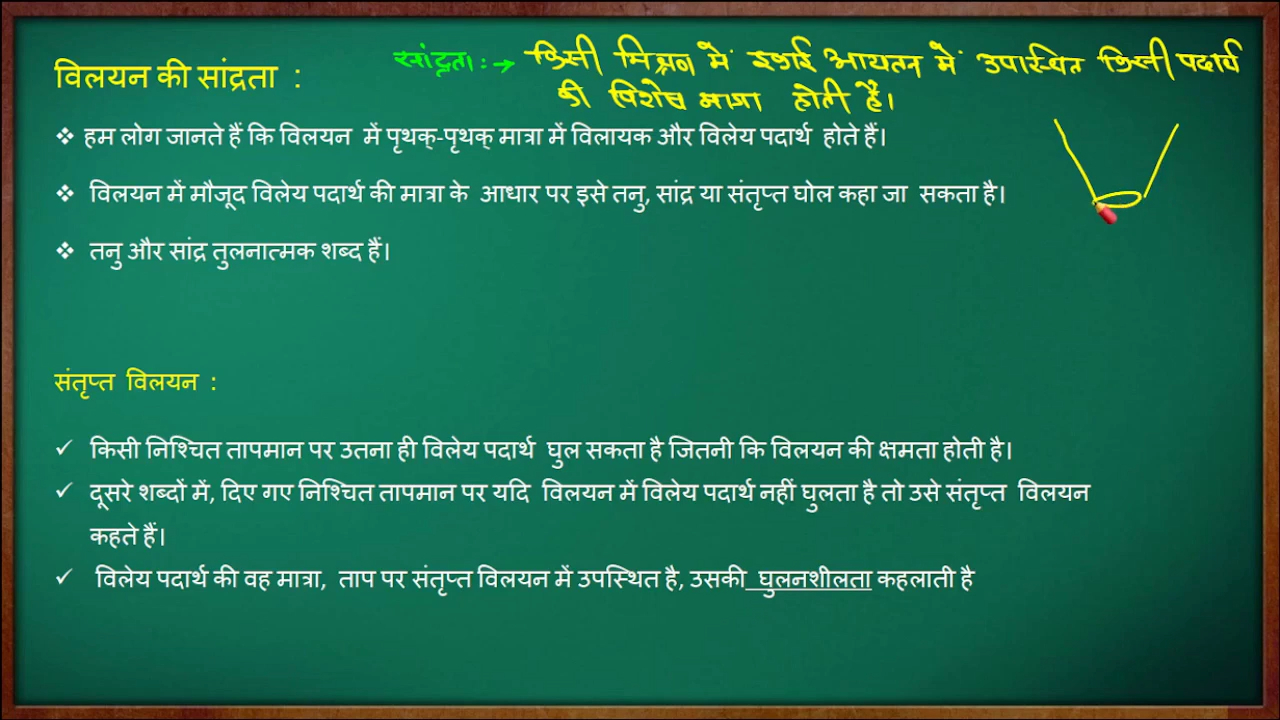 विलयन की सांद्रता :
सांद्रता :→ किसी मिश्रण में इकाई आयतन में उपास्थित किसी पदार्थ
की विशेष मात्रा होती है।
❖ हम लोग जानते हैं कि विलयन में पृथक्-पृथक् मात्रा में विलायक और विलेय पदार्थ होते हैं।
❖ विलयन में मौजूद विलेय पदार्थ की मात्रा के आधार पर इसे तनु, सांद्र या संतृप्त घोल कहा जा सकता है।
❖ तनु और सांद्र तुलनात्मक शब्द हैं।
संतृप्त विलयन :
✓ किसी निश्चित तापमान पर उतना ही विलेय पदार्थ घुल सकता है जितनी कि विलयन की क्षमता होती है।
✓ दूसरे शब्दों में, दिए गए निश्चित तापमान पर यदि विलयन में विलेय पदार्थ नहीं घुलता है तो उसे संतृप्त विलयन
कहते हैं।
✓ विलेय पदार्थ की वह मात्रा, ताप पर संतृप्त विलयन में उपस्थित है, उसकी घुलनशीलता कहलाती है